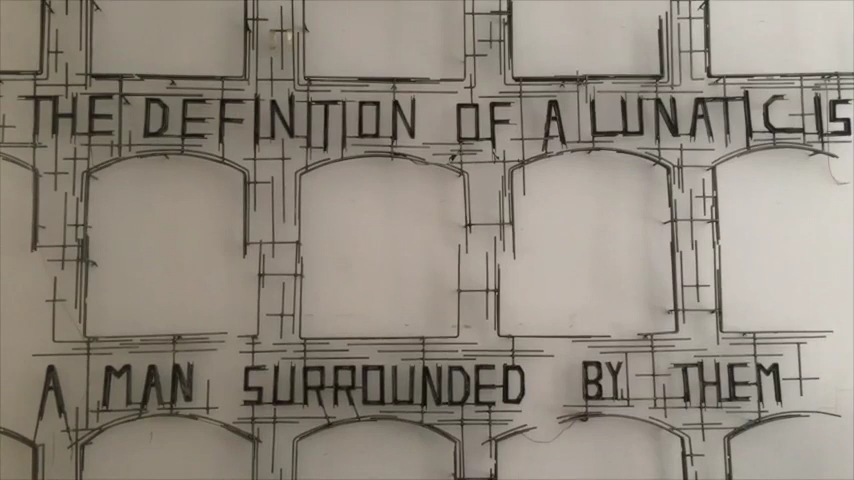 THE DEFINITION OF A LUNATIC IS
A MAN SURROUNDED BY THEM